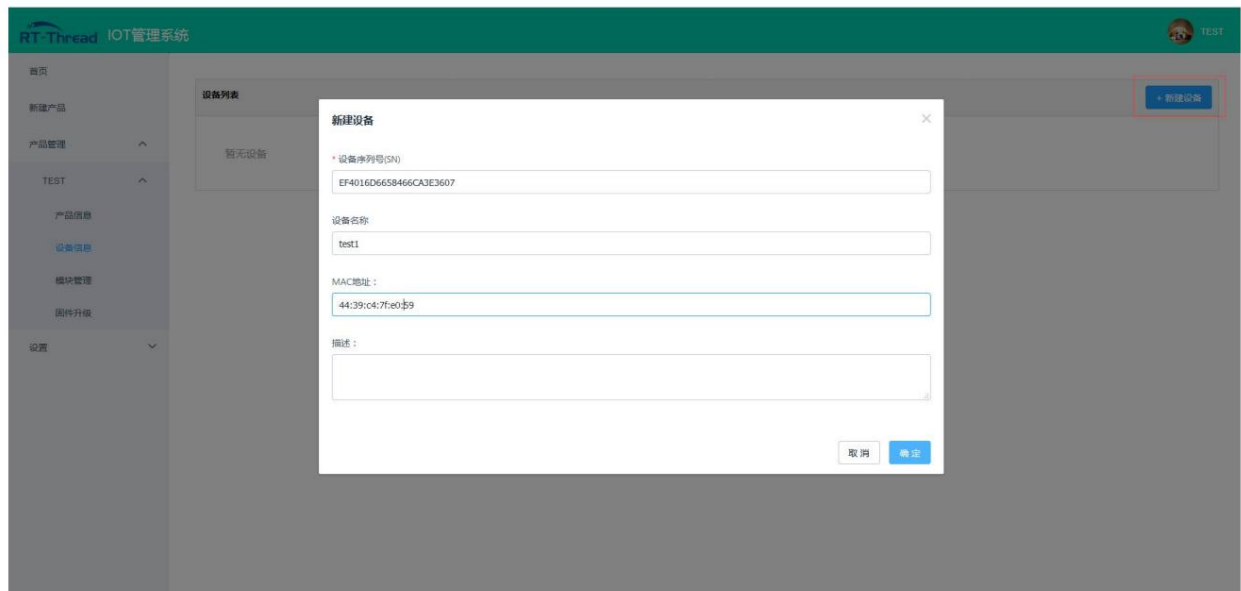 RT-Thread IOT管理系统
TEST
首页
新建产品
产品管理
TEST
产品信息
设备信息
模块管理
固件升级
设置
设备列表
+ 新建设备
暂无设备
新建设备
* 设备序列号(SN)
EF4016D6658466CA3E3607
设备名称
test1
MAC地址：
44:39:c4:7f:e0:59
描述：
取 消
确 定